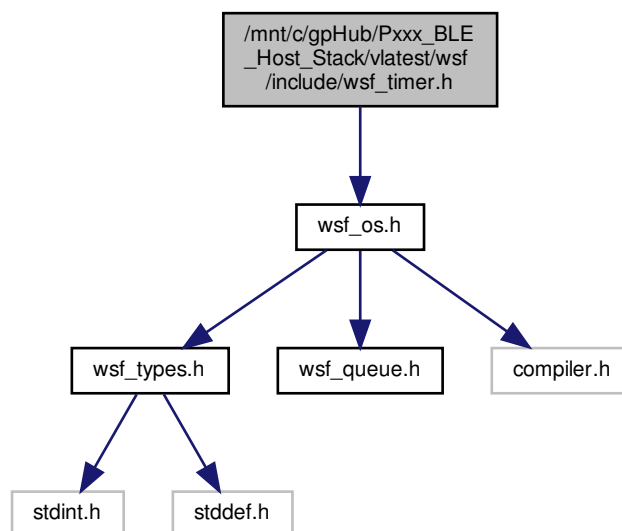 /mnt/c/gpHub/Pxxx_BLE
_Host_Stack/vlatest/wsf
/include/wsf_timer.h
wsf_os.h
wsf_types.h
wsf_queue.h
compiler.h
stdint.h
stddef.h